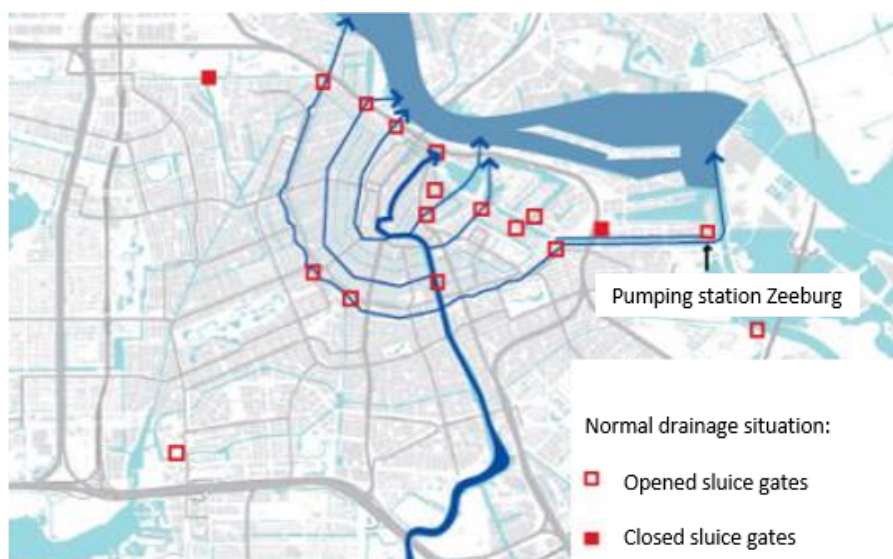 Pumping station Zeeburg
Normal drainage situation:
Opened sluice gates
Closed sluice gates